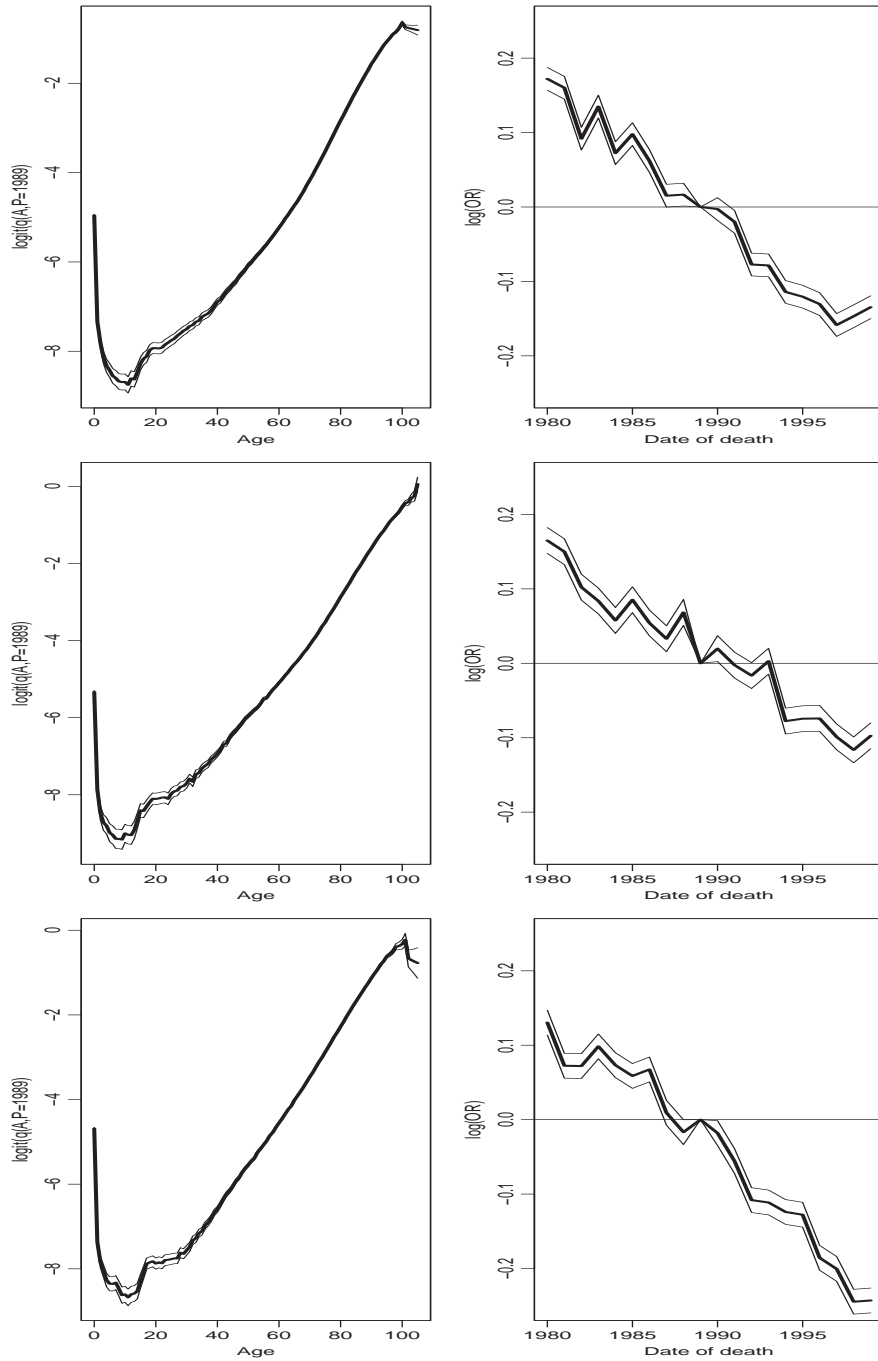 logit(q(A,P=1989)
-2
-4
-6
-8
0 20 40 60 80 100
Age
log(OR)
0.2
0.1
0.0
-0.1
-0.2
1980 1985 1990 1995
Date of death
logit(q(A,P=1989)
0
-2
-4
-6
-8
0 20 40 60 80 100
Age
log(OR)
0.2
0.1
0.0
-0.1
-0.2
1980 1985 1990 1995
Date of death
logit(q(A,P=1989)
0
-2
-4
-6
-8
0 20 40 60 80 100
Age
log(OR)
0.2
0.1
0.0
-0.1
-0.2
1980 1985 1990 1995
Date of death